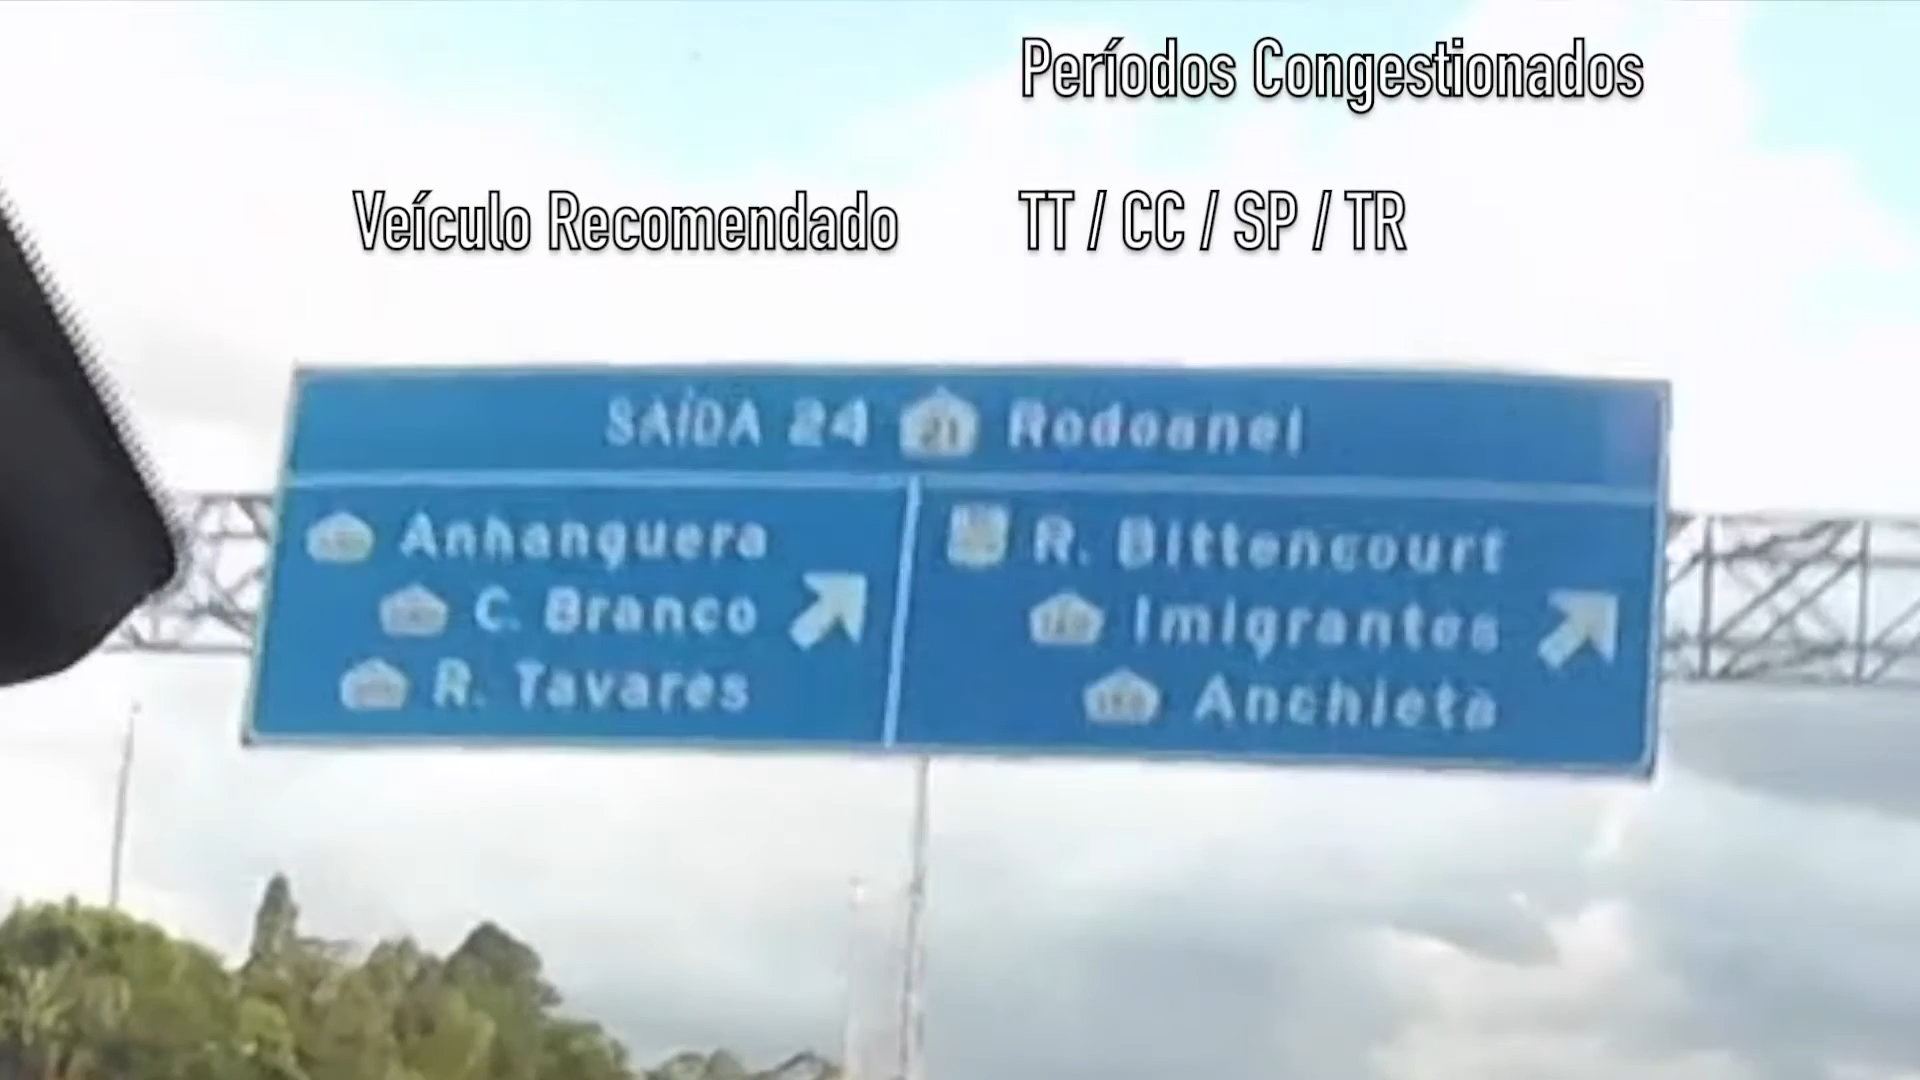 Períodos Congestionados
Veículo Recomendado TT / CC / SP / TR
SAÍDA 24 21 Rodoanel
Anhanguera
C. Branco
R. Tavares
R. Bittencourt
Imigrantes
Anchieta